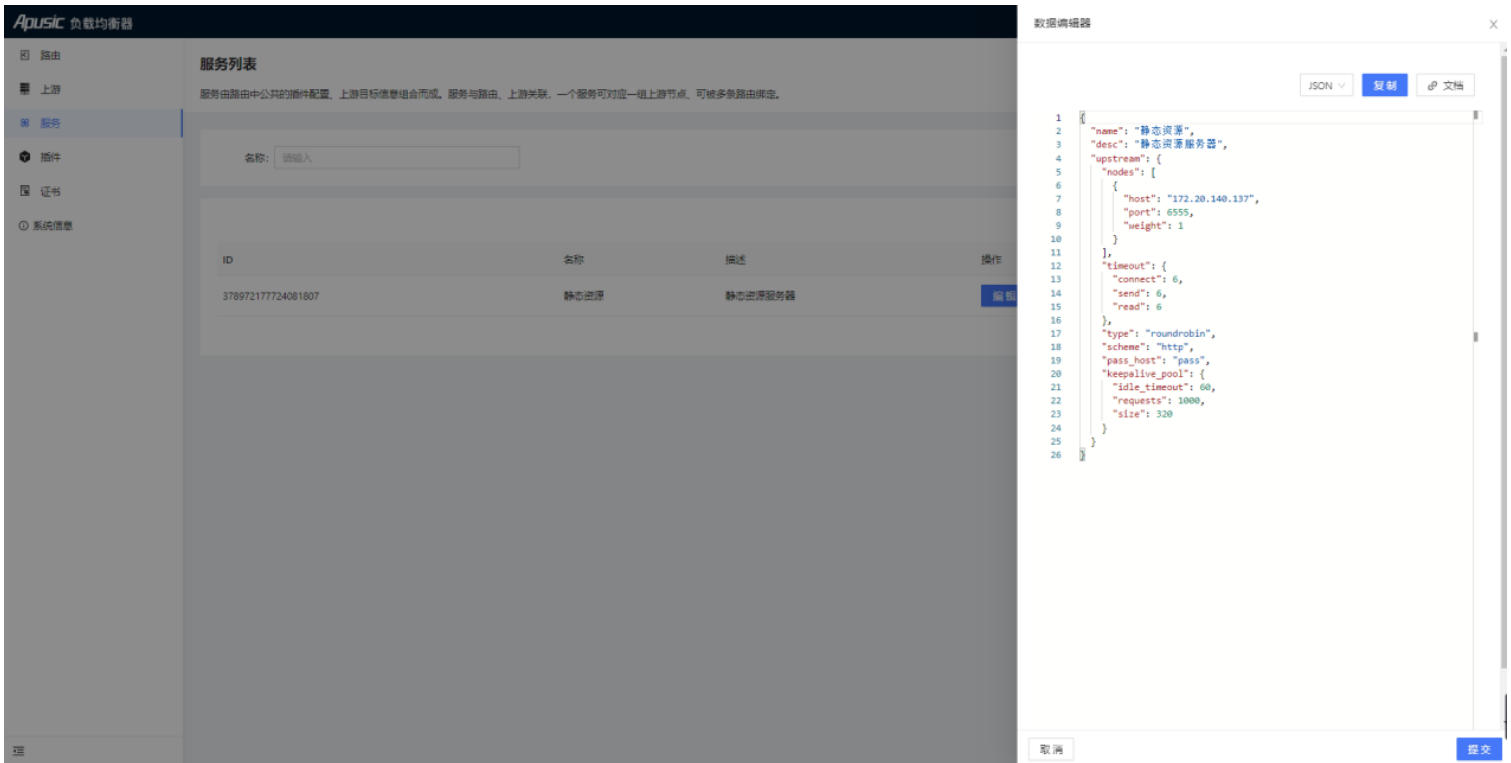 Apusic 负载均衡器
路由
上游
服务
插件
证书
系统信息
服务列表
服务由路由中公共的插件配置、上游目标信息组合而成。服务与路由、上游关联，一个服务可对应一组上游节点、可被多条路由绑定。
名称: 请输入
ID 名称 描述 操作
378972177724081807 静态资源 静态资源服务器 编辑
数据编辑器
JSON 复制 文档
1 {
2 "name": "静态资源",
3 "desc": "静态资源服务器",
4 "upstream": {
5 "nodes": [
6 {
7 "host": "172.20.140.137",
8 "port": 6555,
9 "weight": 1
10 }
11 ],
12 "timeout": {
13 "connect": 6,
14 "send": 6,
15 "read": 6
16 },
17 "type": "roundrobin",
18 "scheme": "http",
19 "pass_host": "pass",
20 "keepalive_pool": {
21 "idle_timeout": 60,
22 "requests": 1000,
23 "size": 320
24 }
25 }
26 }
取消 提交